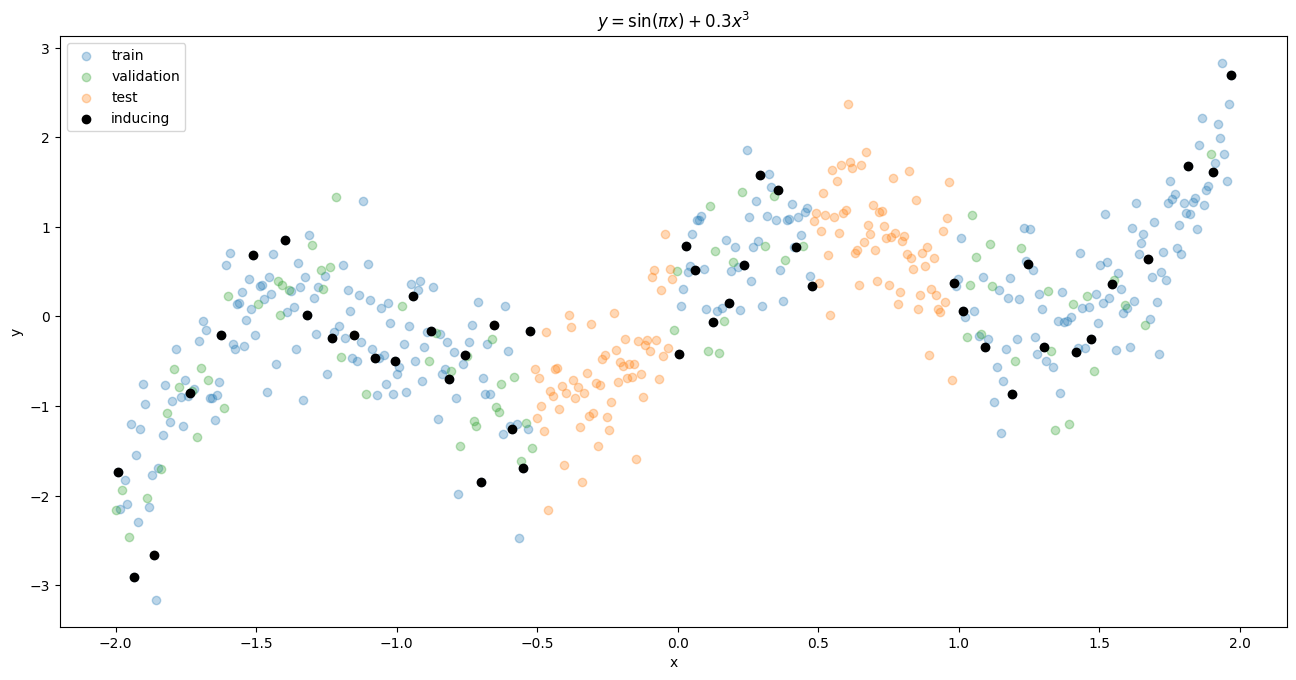 y = sin(πx) + 0.3x³
train
validation
test
inducing
y
3
2
1
0
−1
−2
−3
−2.0 −1.5 −1.0 −0.5 0.0 0.5 1.0 1.5 2.0
x